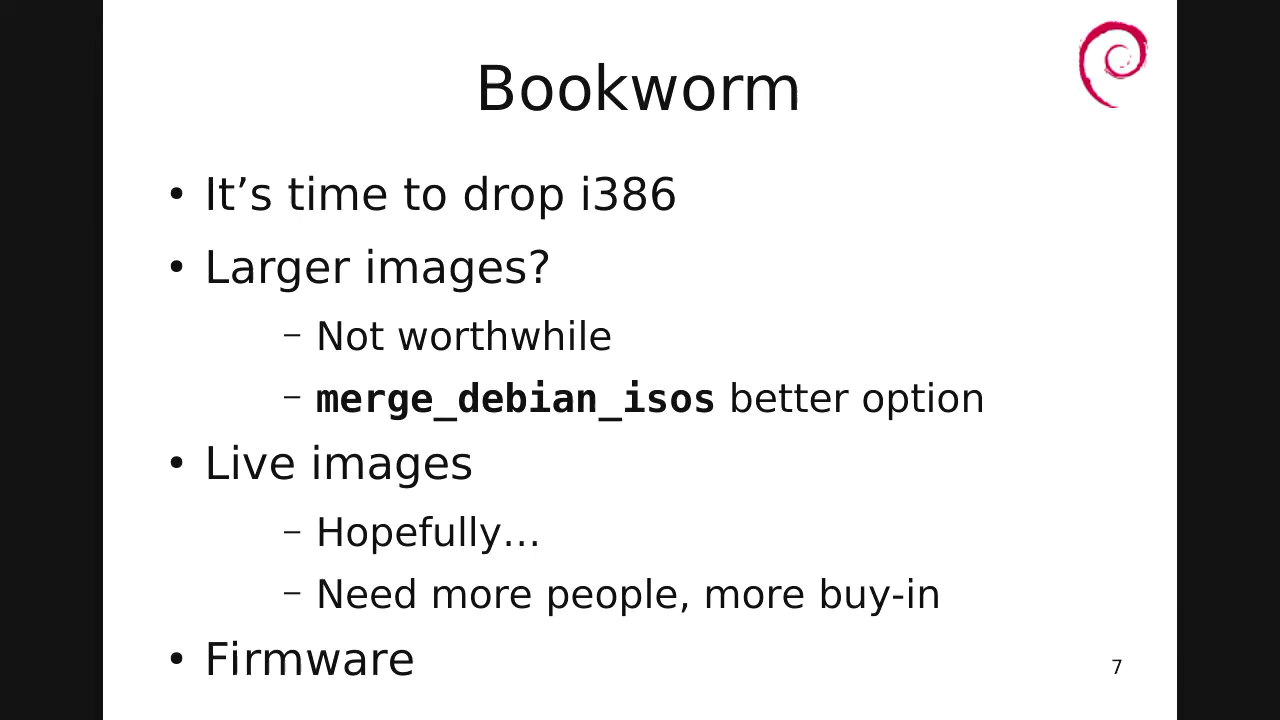 Bookworm
• It’s time to drop i386
• Larger images?
– Not worthwhile
– merge_debian_isos better option
• Live images
– Hopefully…
– Need more people, more buy-in
• Firmware
7